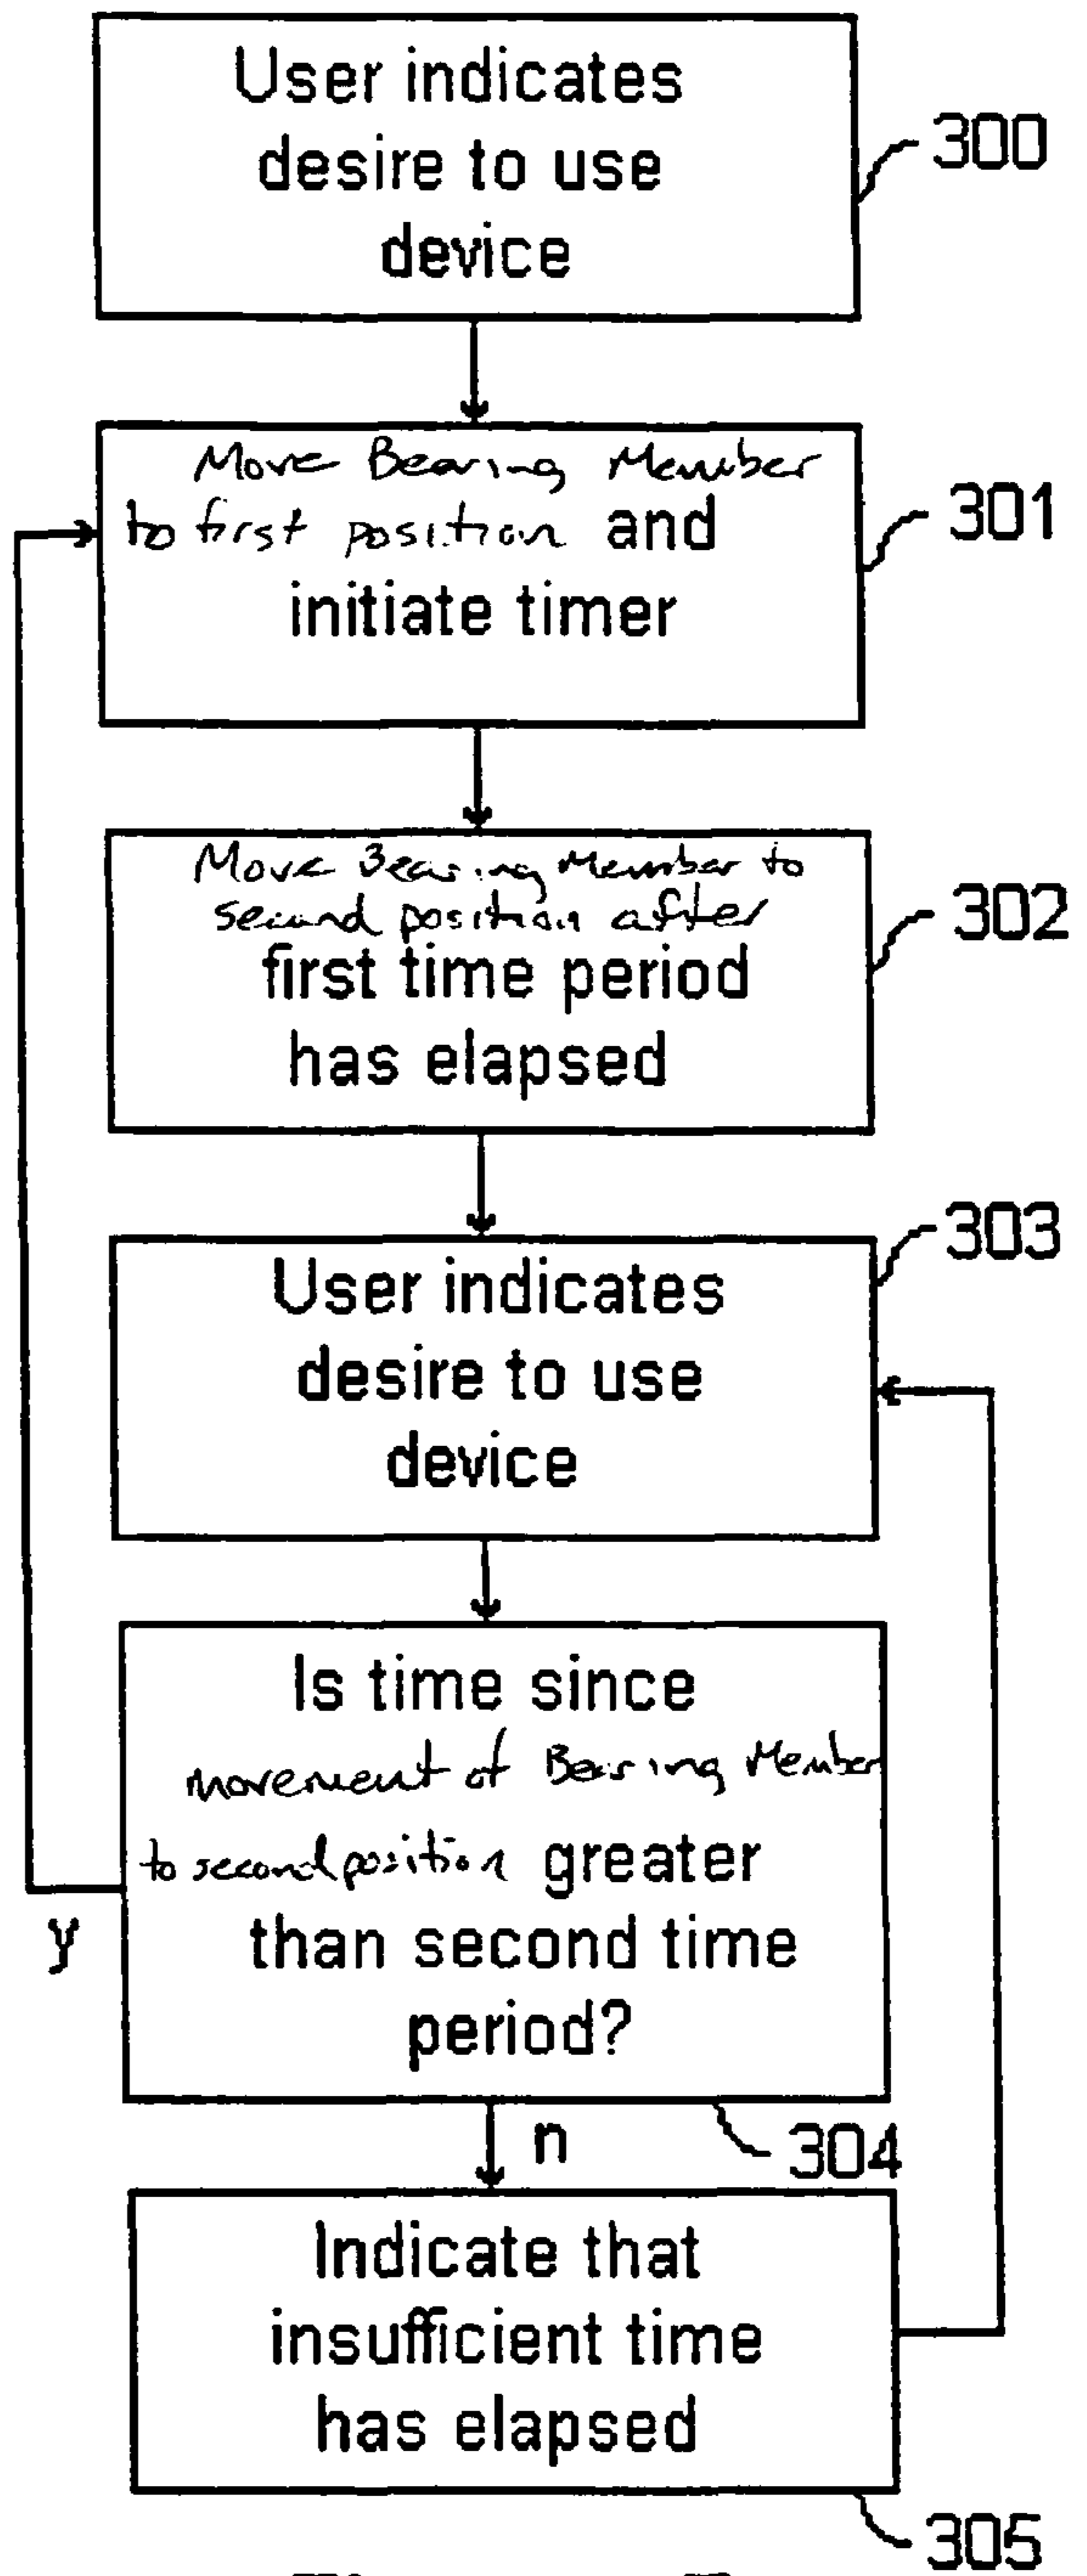 User indicates
desire to use
device
300
Move Bearing Member
to first position and
initiate timer
301
Move Bearing Member to
second position after
first time period
has elapsed
302
User indicates
desire to use
device
303
Is time since
movement of Bearing Member
to second position greater
than second time
period?
y
n
304
Indicate that
insufficient time
has elapsed
305